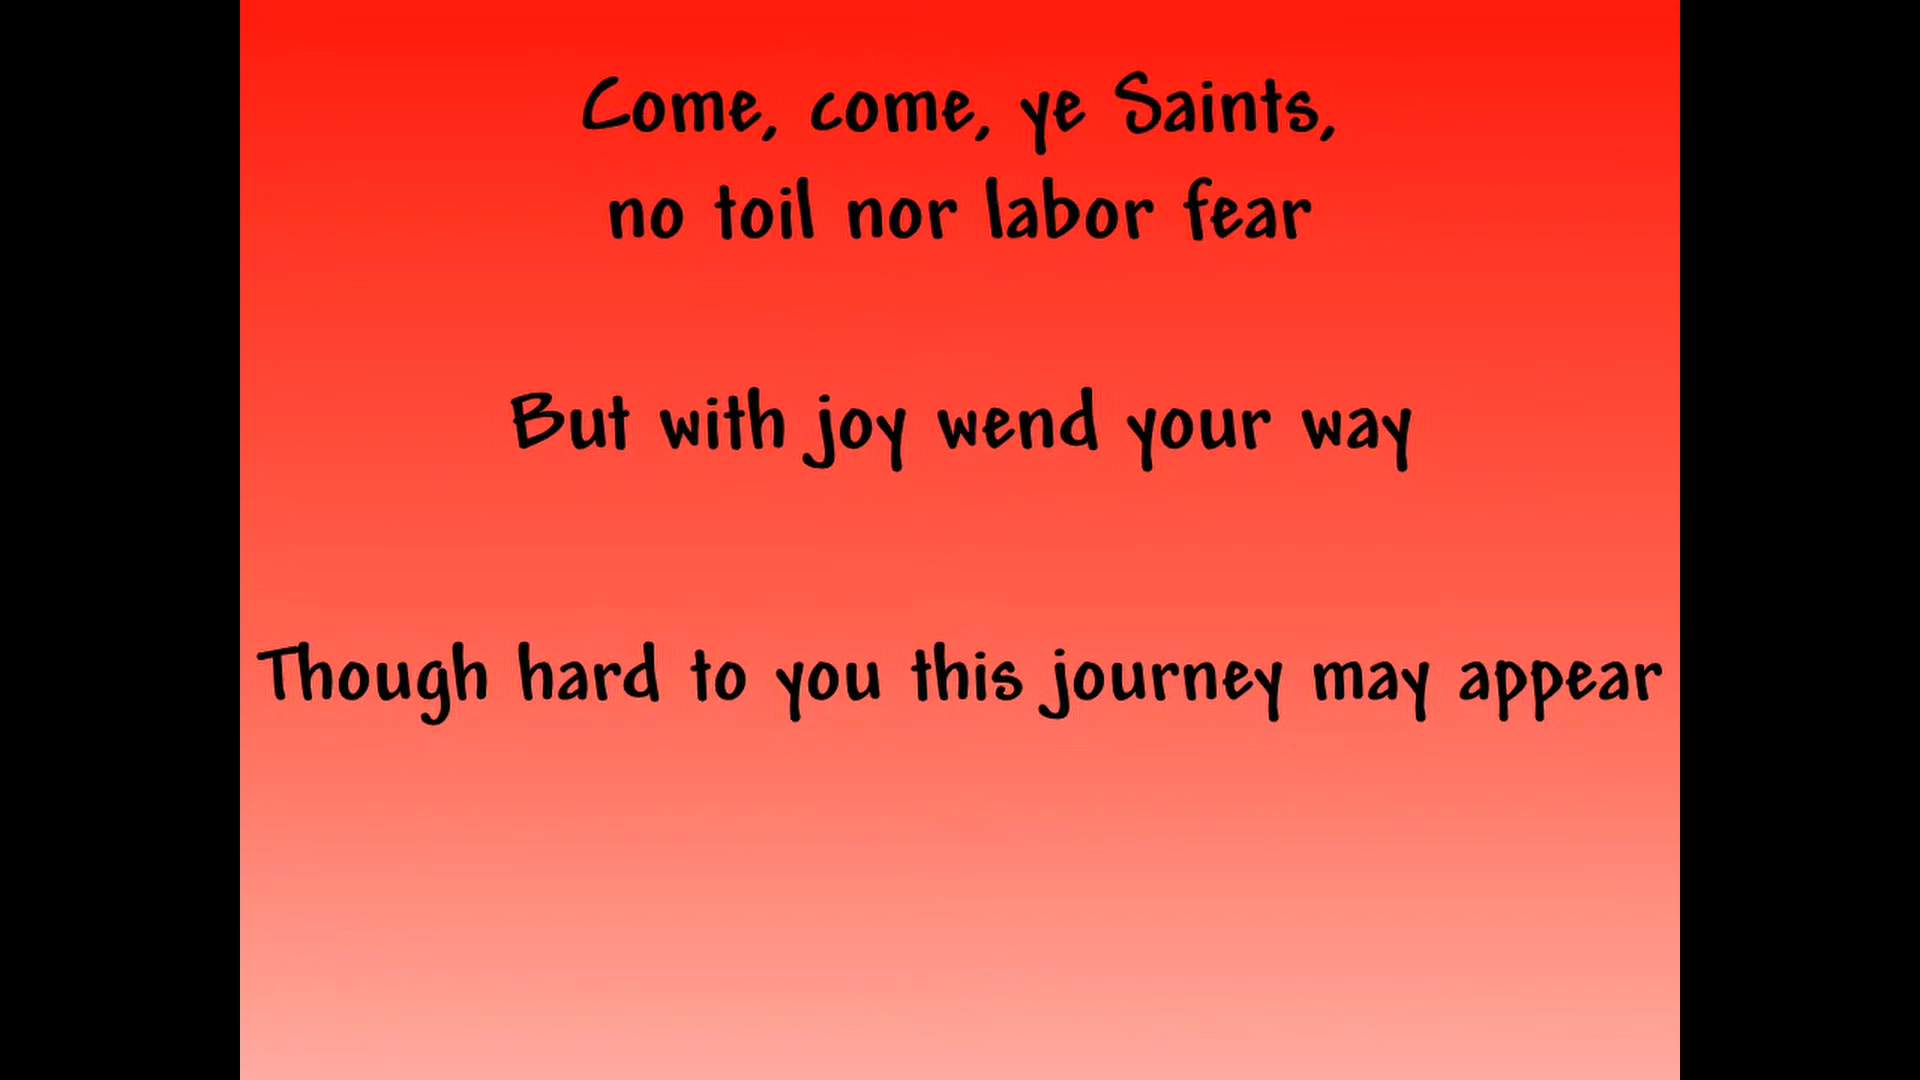 Come, come, ye Saints,
no toil nor labor fear
But with joy wend your way
Though hard to you this journey may appear